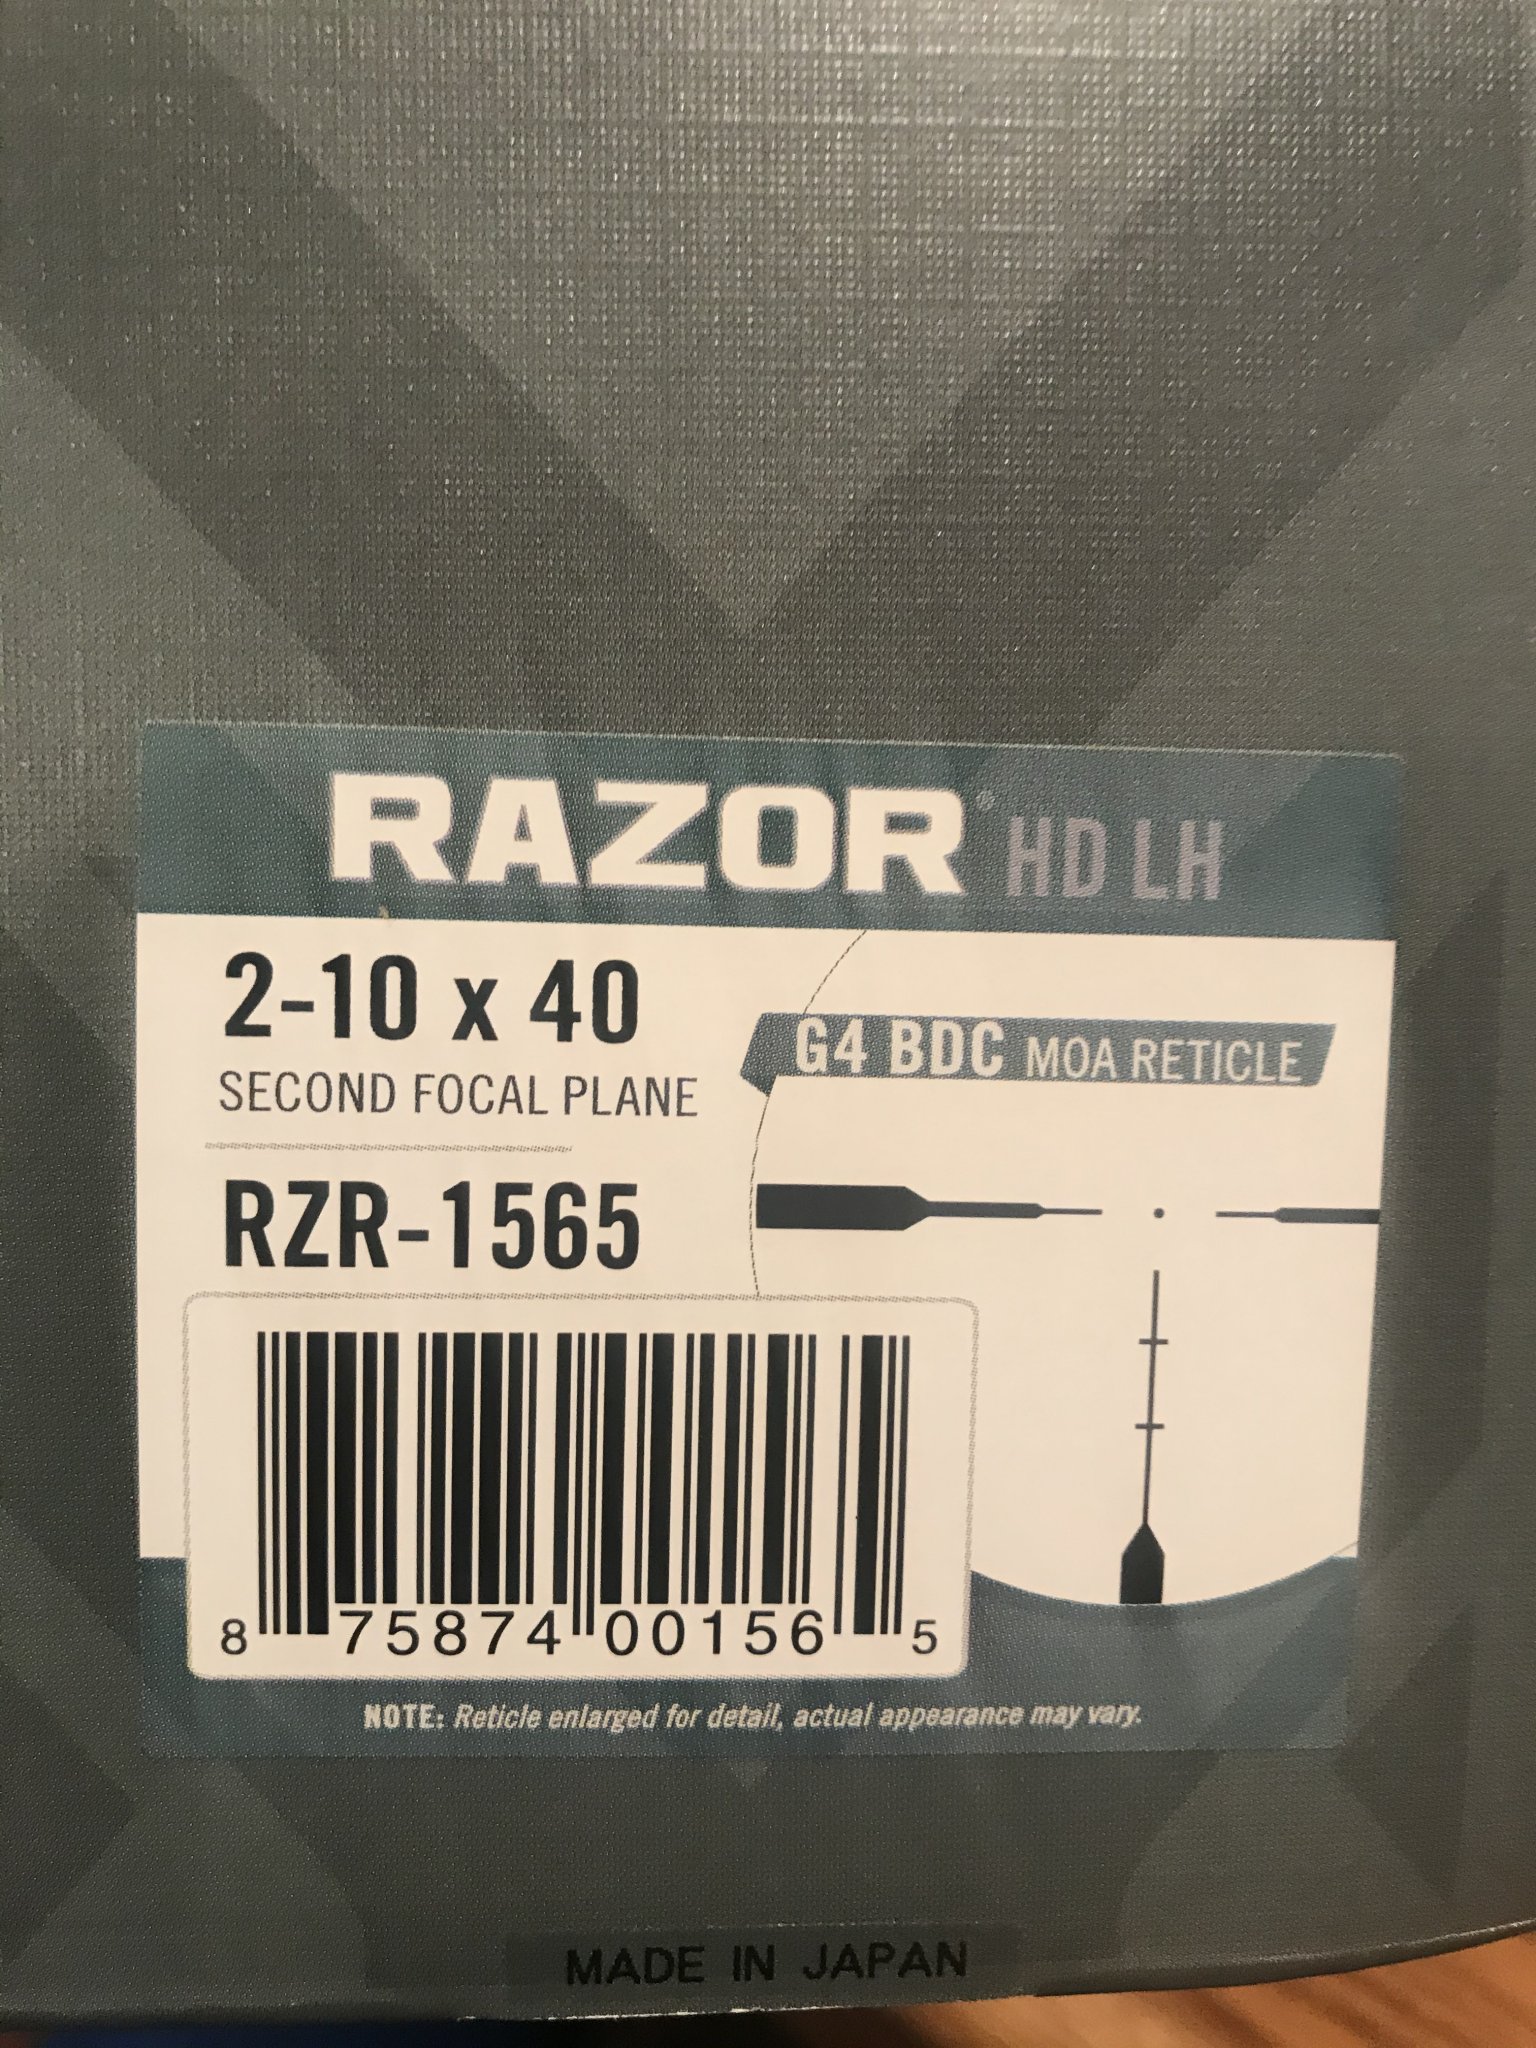 RAZOR® HD LH
2-10 x 40
SECOND FOCAL PLANE
G4 BDC MOA RETICLE
RZR-1565
8 75874 00156 5
NOTE: Reticle enlarged for detail, actual appearance may vary.
MADE IN JAPAN